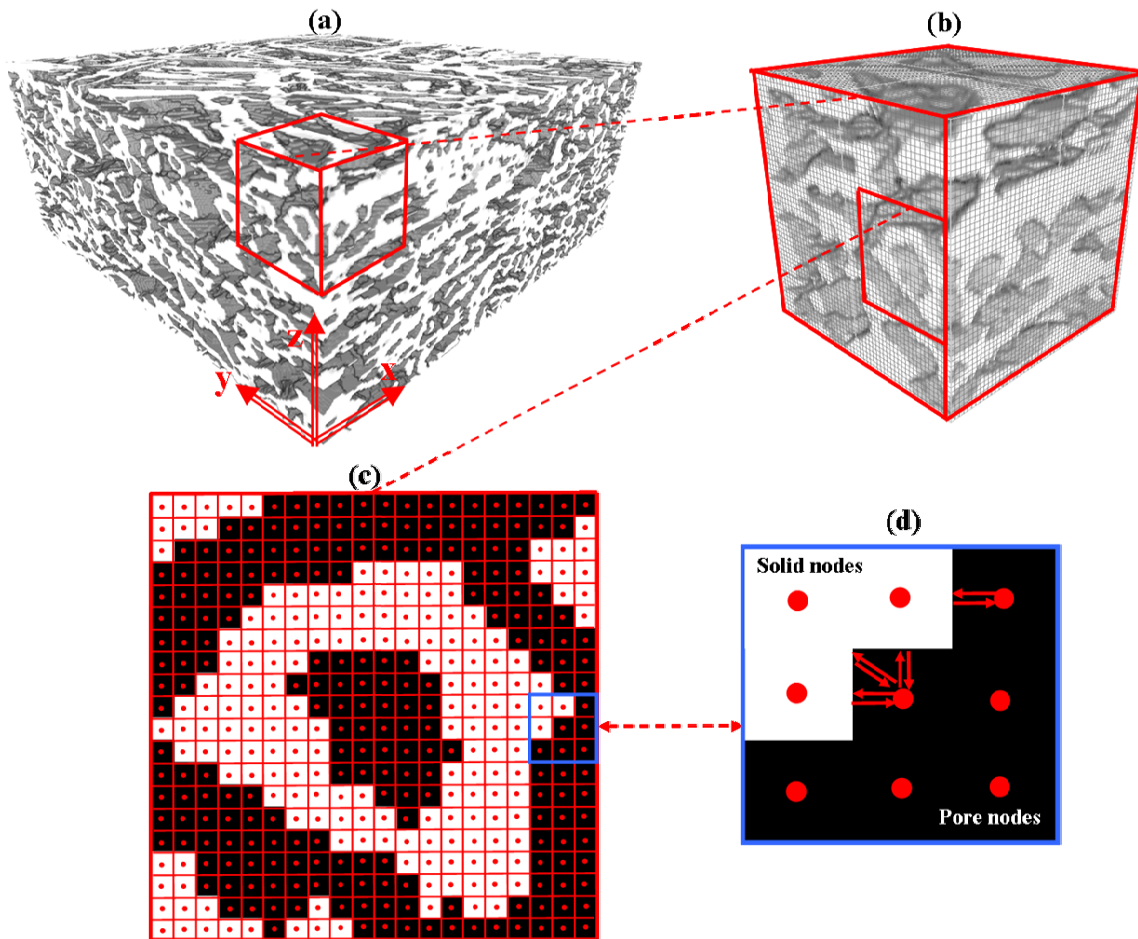 (a)
(b)
z
y
x
(c)
(d)
Solid nodes
Pore nodes